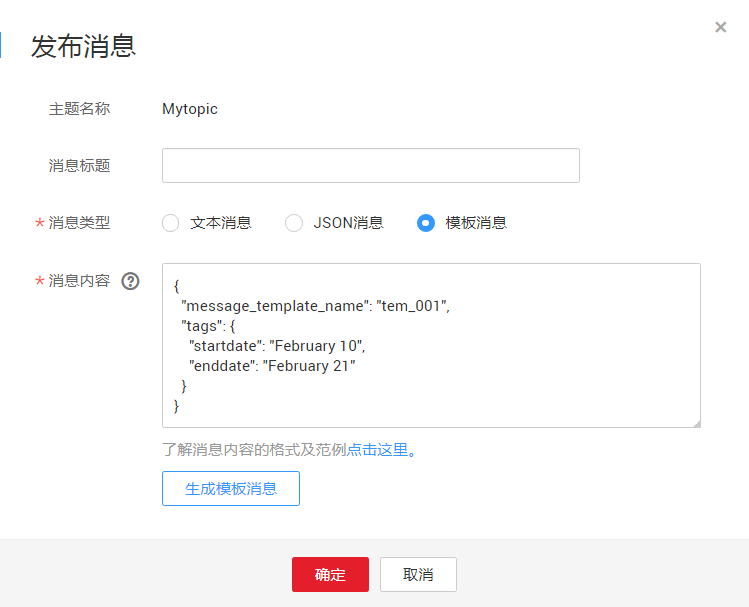 发布消息
主题名称 Mytopic
消息标题
* 消息类型 文本消息 JSON消息 模板消息
* 消息内容 ?
{
"message_template_name": "tem_001",
"tags": {
"startdate": "February 10",
"enddate": "February 21"
}
}
了解消息内容的格式及范例点击这里。
生成模板消息
确定 取消